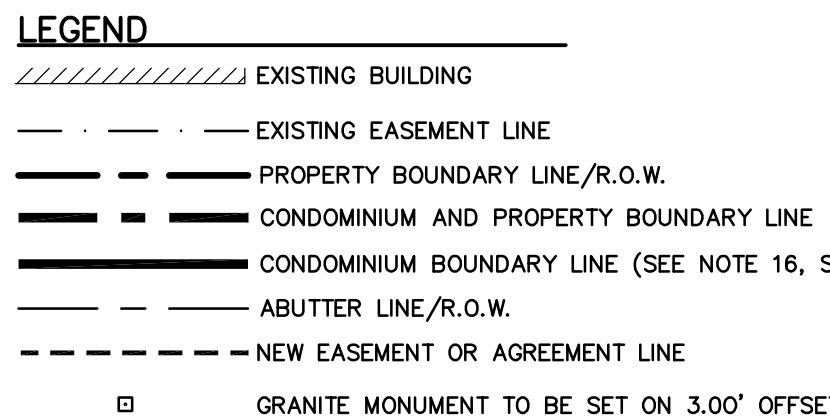 LEGEND
EXISTING BUILDING
EXISTING EASEMENT LINE
PROPERTY BOUNDARY LINE/R.O.W.
CONDOMINIUM AND PROPERTY BOUNDARY LINE
CONDOMINIUM BOUNDARY LINE (SEE NOTE 16, S
ABUTTER LINE/R.O.W.
NEW EASEMENT OR AGREEMENT LINE
GRANITE MONUMENT TO BE SET ON 3.00' OFFSET